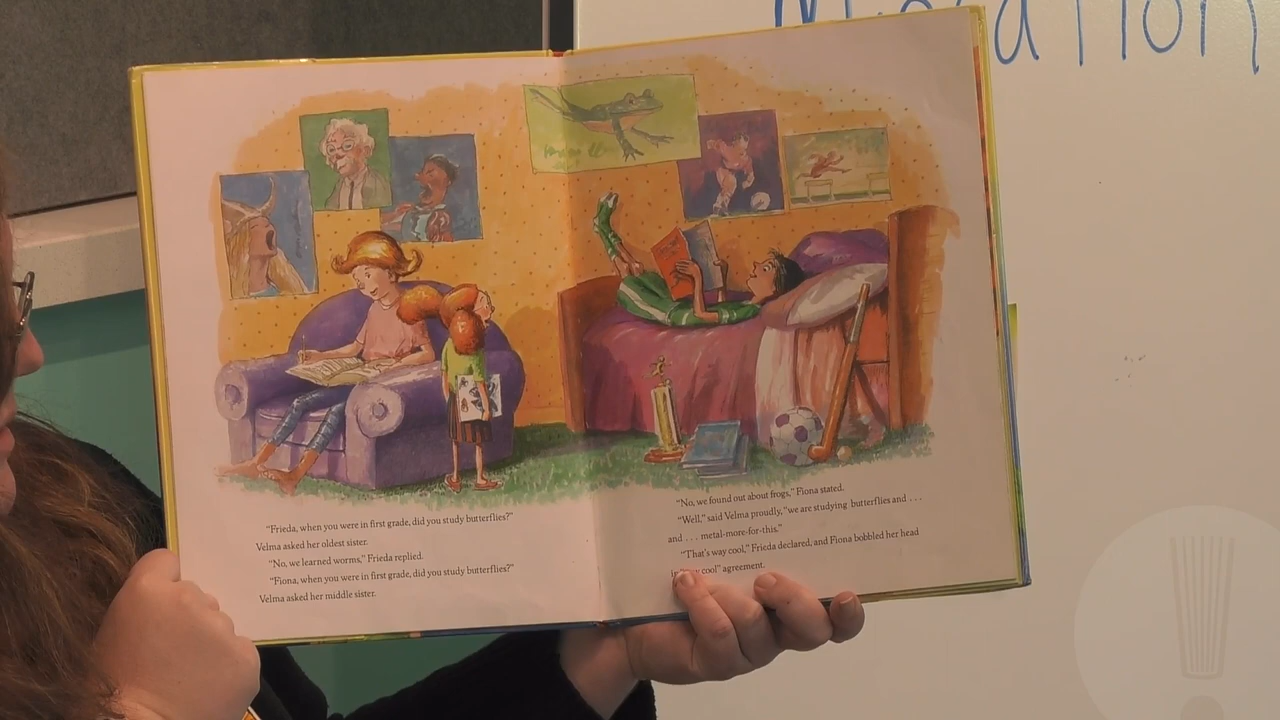 "Frieda, when you were in first grade, did you study butterflies?"
Velma asked her oldest sister.
"No, we learned worms," Frieda replied.
"Fiona, when you were in first grade, did you study butterflies?"
Velma asked her middle sister.
"No, we found out about frogs," Fiona stated.
"Well," said Velma proudly, "we are studying butterflies and . . .
and . . . metal-more-for-this."
"That's way cool," Frieda declared, and Fiona bobbled her head
cool" agreement.